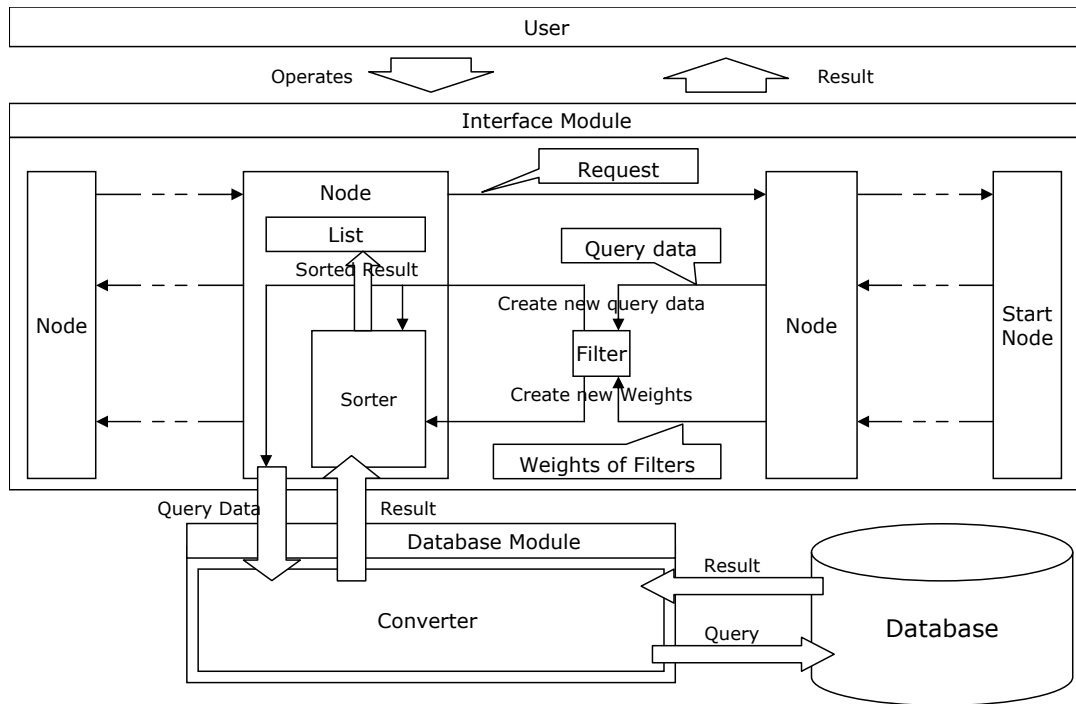 User
Operates
Result
Interface Module
Node
Request
List
Query data
Sorted Result
Create new query data
Node
Node
Start
Node
Filter
Sorter
Create new Weights
Weights of Filters
Query Data
Result
Database Module
Result
Converter
Query
Database